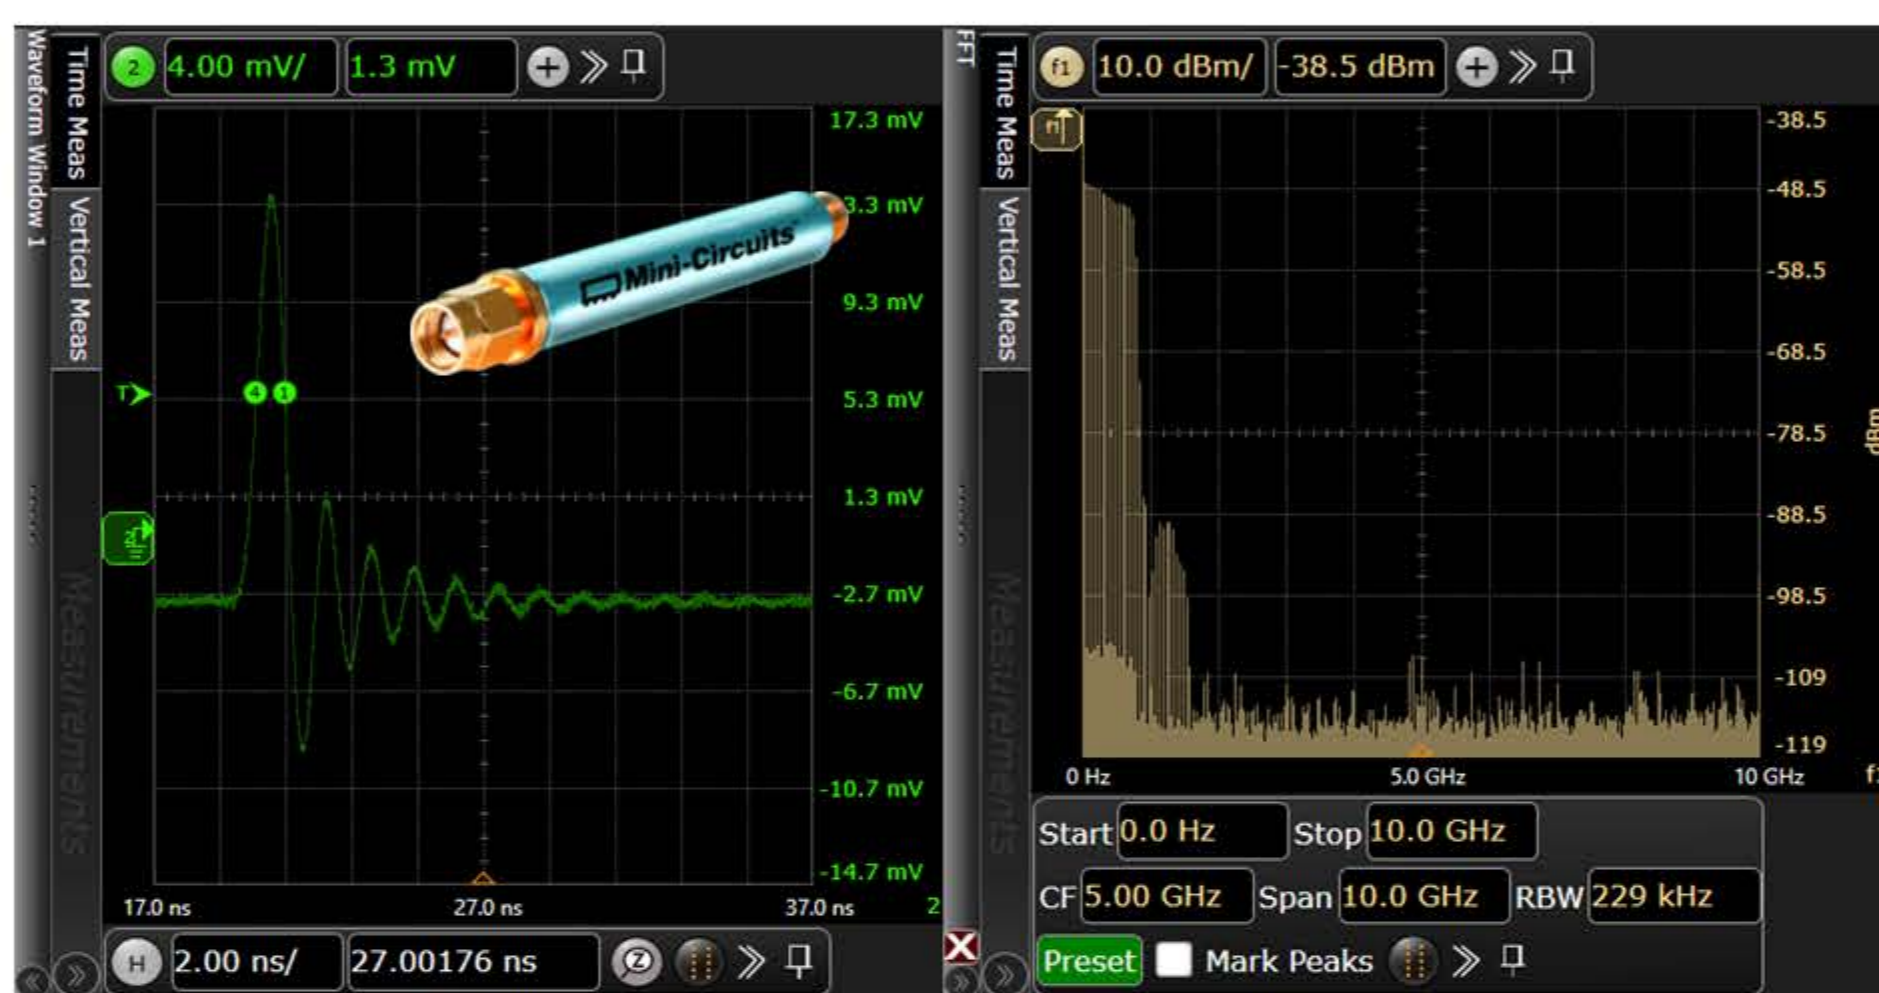 Waveform Window 1
Time Meas
Vertical Meas
Measurements
2
4.00 mV/
1.3 mV
17.3 mV
3.3 mV
9.3 mV
5.3 mV
1.3 mV
-2.7 mV
-6.7 mV
-10.7 mV
-14.7 mV
T
4
1
2
Mini-Circuits
17.0 ns
27.0 ns
37.0 ns
2
H
2.00 ns/
27.00176 ns
Z
FFT
Time Meas
Vertical Meas
Measurements
f1
10.0 dBm/
-38.5 dBm
f1
-38.5
-48.5
-58.5
-68.5
-78.5
-88.5
-98.5
-109
-119
dBm
0 Hz
5.0 GHz
10 GHz
Start 0.0 Hz Stop 10.0 GHz
CF 5.00 GHz Span 10.0 GHz RBW 229 kHz
Preset Mark Peaks